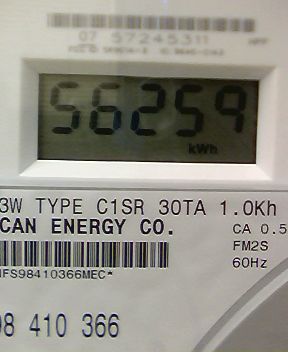 07 57245311
56259
kWh
3W TYPE C1SR 30TA 1.0Kh
CAN ENERGY CO.
CA 0.5
FM2S
60Hz
NFS98410366MEC*
98 410 366